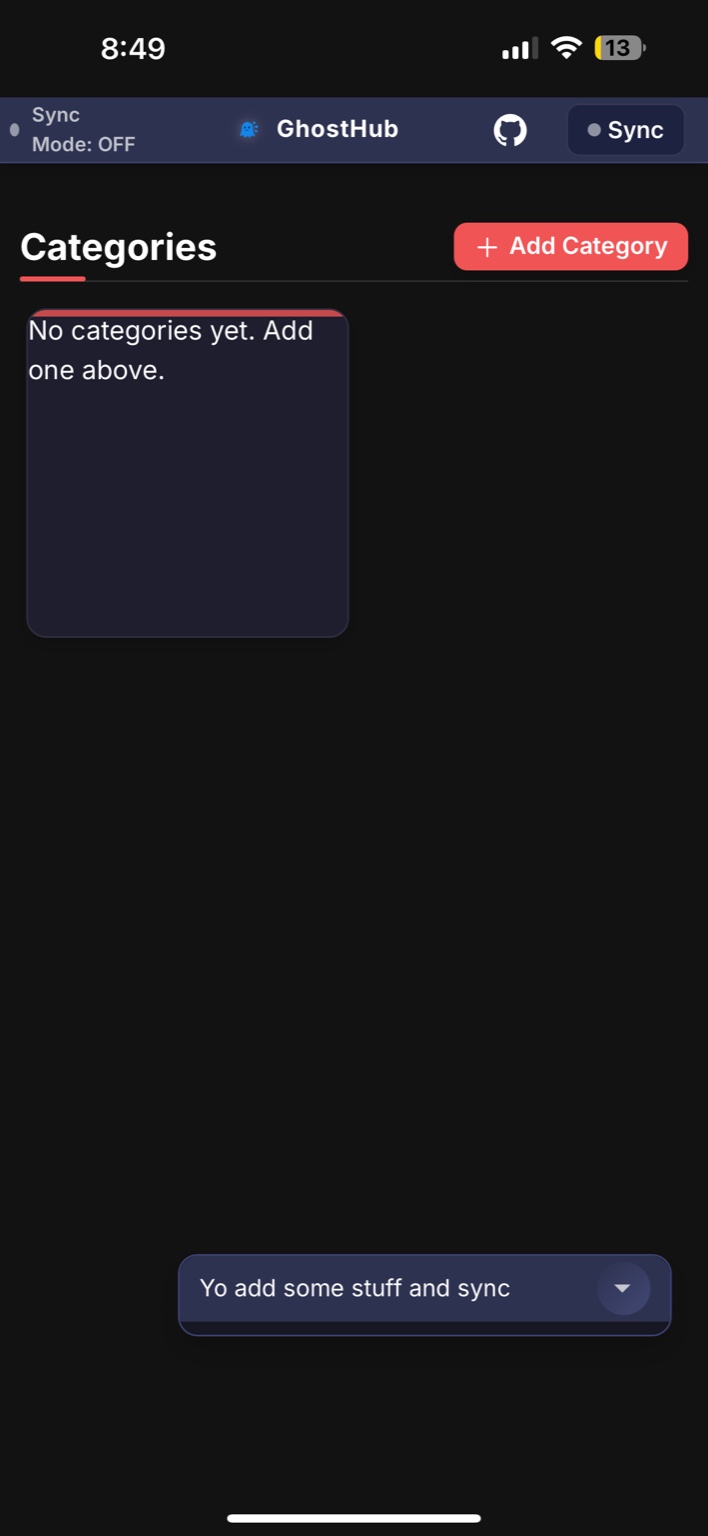 8:49
13
Sync
Mode: OFF
GhostHub
Sync
Categories
+ Add Category
No categories yet. Add
one above.
Yo add some stuff and sync